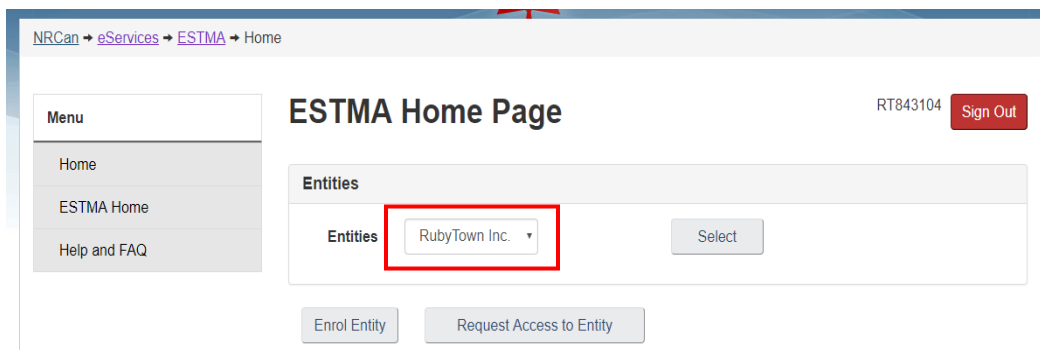 NRCan → eServices → ESTMA → Home
Menu
Home
ESTMA Home
Help and FAQ
ESTMA Home Page
RT843104
Sign Out
Entities
Entities RubyTown Inc. Select
Enrol Entity Request Access to Entity